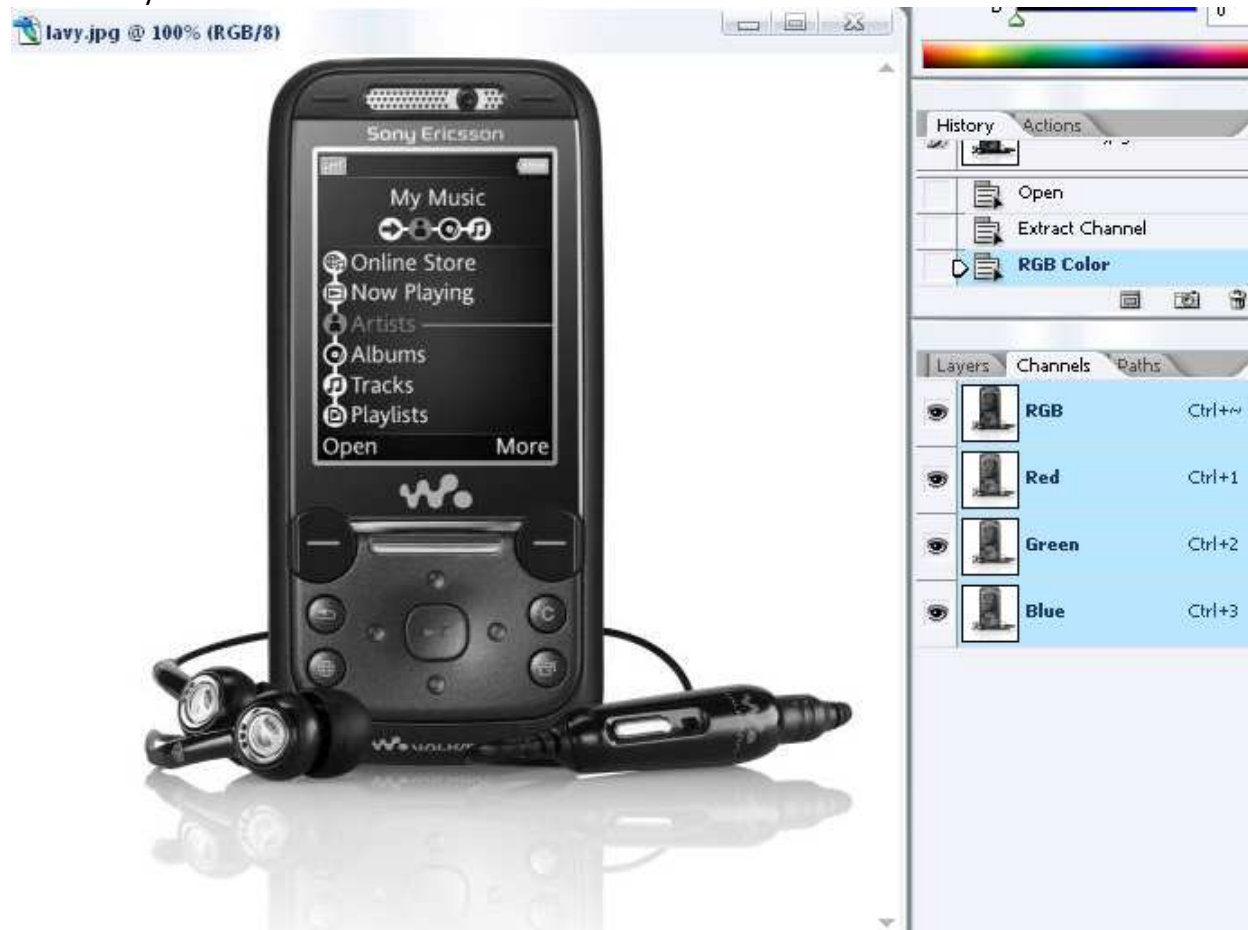 lavy.jpg @ 100% (RGB/8)
Sony Ericsson
My Music
Online Store
Now Playing
Artists
Albums
Tracks
Playlists
Open More
C
History Actions
Open
Extract Channel
RGB Color
Layers Channels Paths
RGB Ctrl+~
Red Ctrl+1
Green Ctrl+2
Blue Ctrl+3